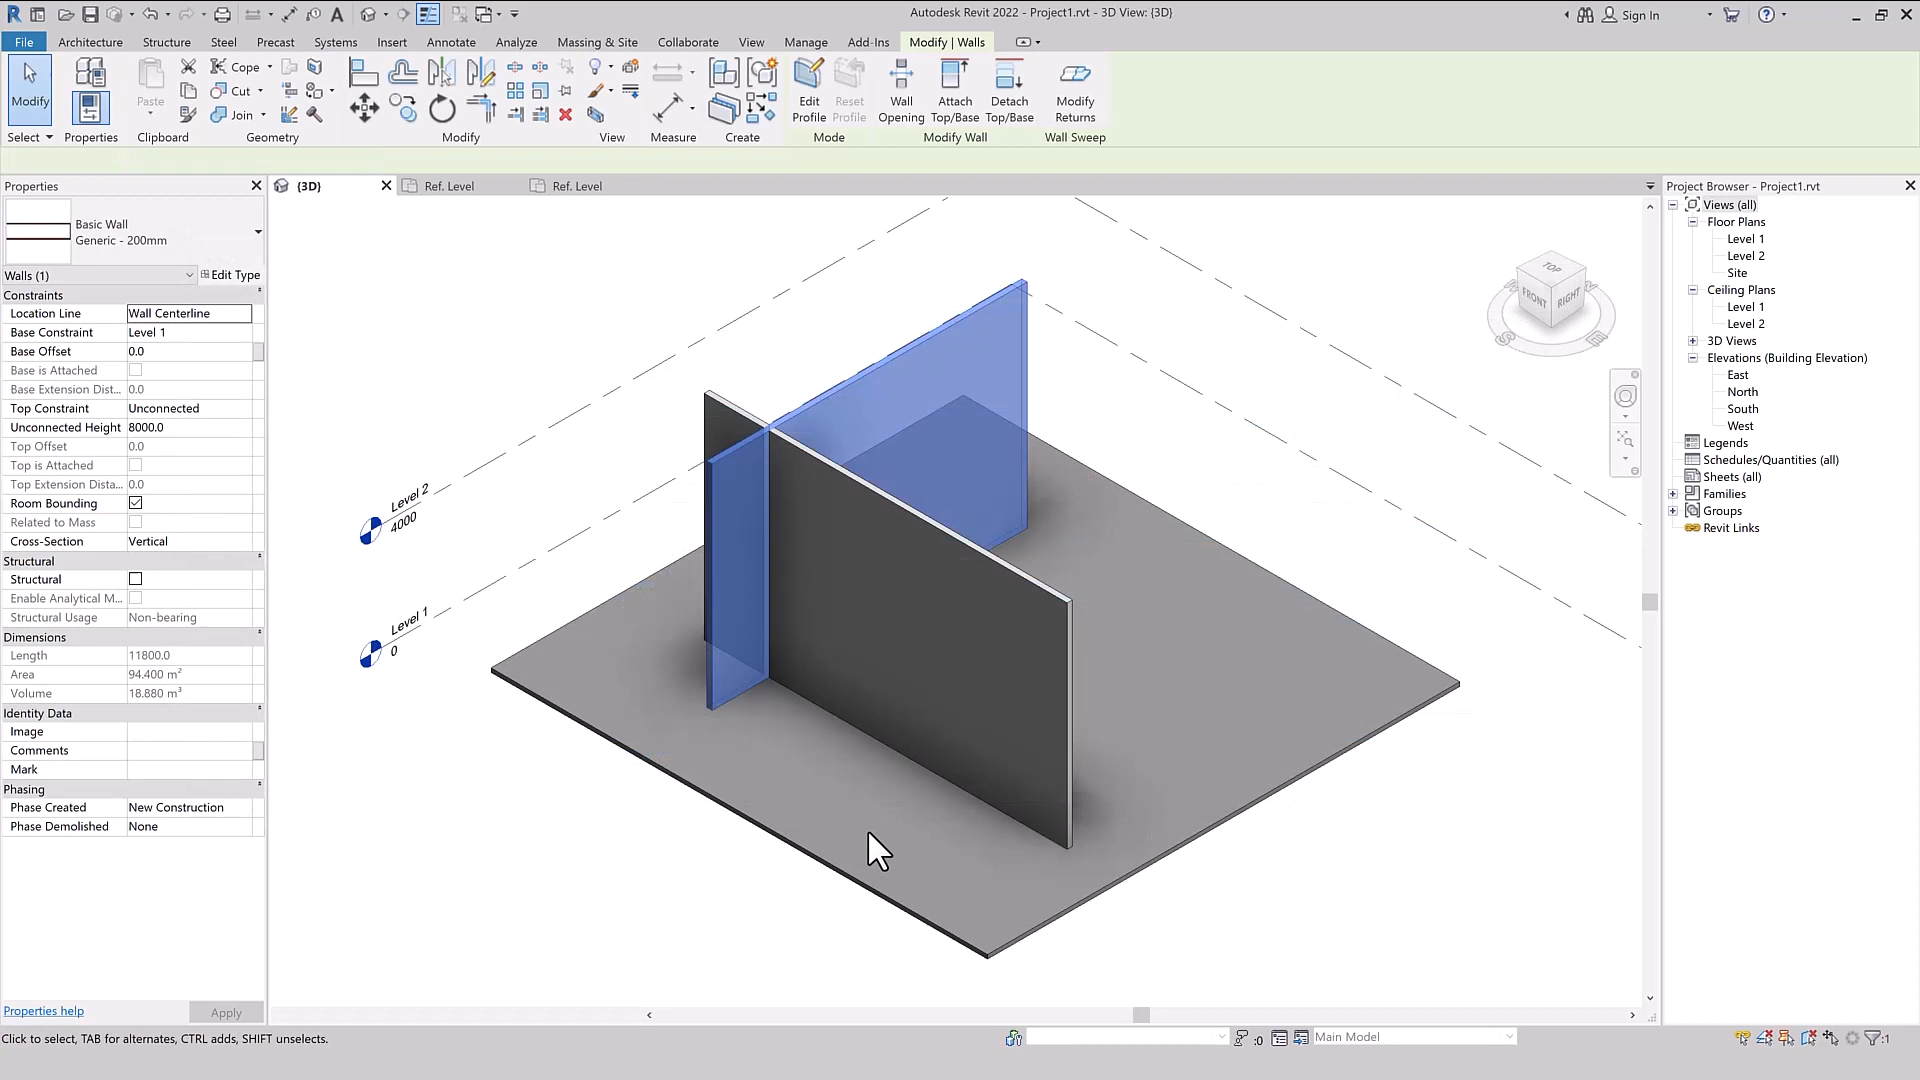 Autodesk Revit 2022 - Project1.rvt - 3D View: {3D}
Sign In
File Architecture Structure Steel Precast Systems Insert Annotate Analyze Massing & Site Collaborate View Manage Add-Ins Modify | Walls
Modify
Paste
Cope
Cut
Join
Edit Profile
Reset Profile
Wall Opening
Attach Top/Base
Detach Top/Base
Modify Returns
Select Properties Clipboard Geometry Modify View Measure Create Mode Modify Wall Wall Sweep
Properties
{3D}
Ref. Level
Ref. Level
Project Browser - Project1.rvt
Basic Wall
Generic - 200mm
Walls (1)
Edit Type
Constraints
Location Line Wall Centerline
Base Constraint Level 1
Base Offset 0.0
Base is Attached
Base Extension Dist... 0.0
Top Constraint Unconnected
Unconnected Height 8000.0
Top Offset 0.0
Top is Attached
Top Extension Dista... 0.0
Room Bounding
Related to Mass
Cross-Section Vertical
Structural
Structural
Enable Analytical M...
Structural Usage Non-bearing
Dimensions
Length 11800.0
Area 94.400 m²
Volume 18.880 m³
Identity Data
Image
Comments
Mark
Phasing
Phase Created New Construction
Phase Demolished None
Properties help
Apply
Level 2
4000
Level 1
0
TOP
FRONT
RIGHT
S
E
Views (all)
Floor Plans
Level 1
Level 2
Site
Ceiling Plans
Level 1
Level 2
3D Views
Elevations (Building Elevation)
East
North
South
West
Legends
Schedules/Quantities (all)
Sheets (all)
Families
Groups
Revit Links
Click to select, TAB for alternates, CTRL adds, SHIFT unselects.
:0
Main Model
:1